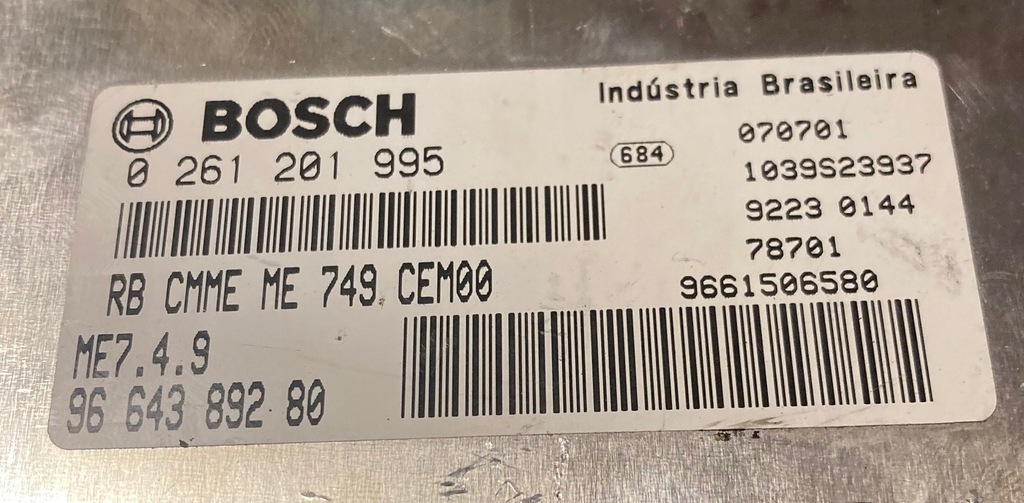 BOSCH
0 261 201 995
RB CMME ME 749 CEM00
ME7.4.9
96 643 892 80
Indústria Brasileira
684
070701
1039S23937
9223 0144
78701
9661506580